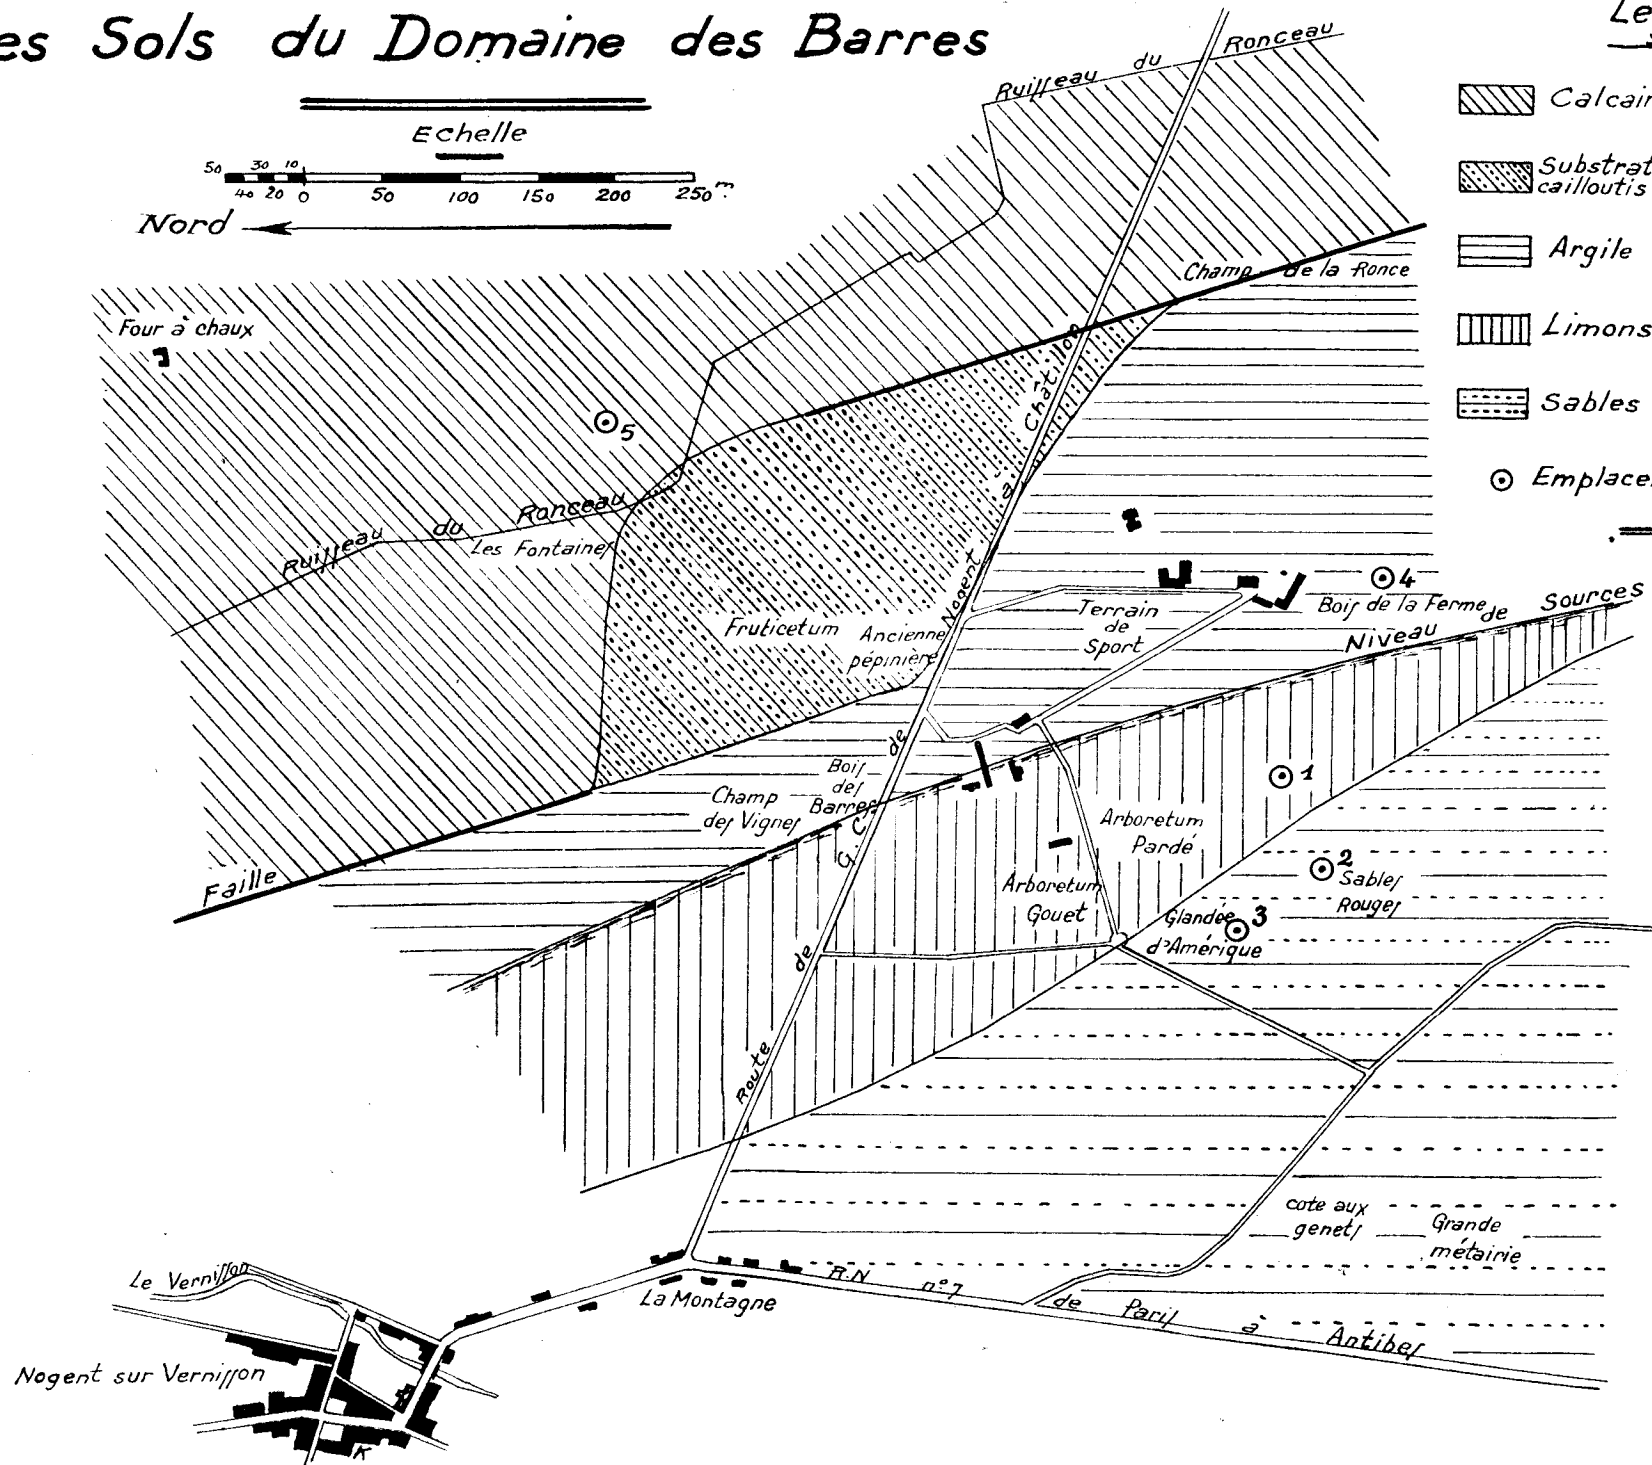 es Sols du Domaine des Barres
Echelle
50 30 10
40 20 0 50 100 150 200 250 m.
Nord
Le
Calcair
Substrat
cailloutis
Argile
Limons
Sables
Emplace
Ruisseau du Ronceau
Champ de la Ronce
Four à chaux
5
Ruisseau du Ronceau
Les Fontaines
Fruticetum
Ancienne
pépinière
Terrain
de
Sport
4
Bois de la Ferme
Niveau de Sources
Champ
des Vignes
Bois
des
Barres
Faille
1
Arboretum
Pardé
2
Sables
Rouges
Arboretum
Gouet
Glandée
3
d'Amérique
Route de G.C. de Nogent à Chât.lon
cote aux
genets
Grande
métairie
Le Vernisson
La Montagne
R.N n°7 de Paris à Antibes
Nogent sur Vernisson
K